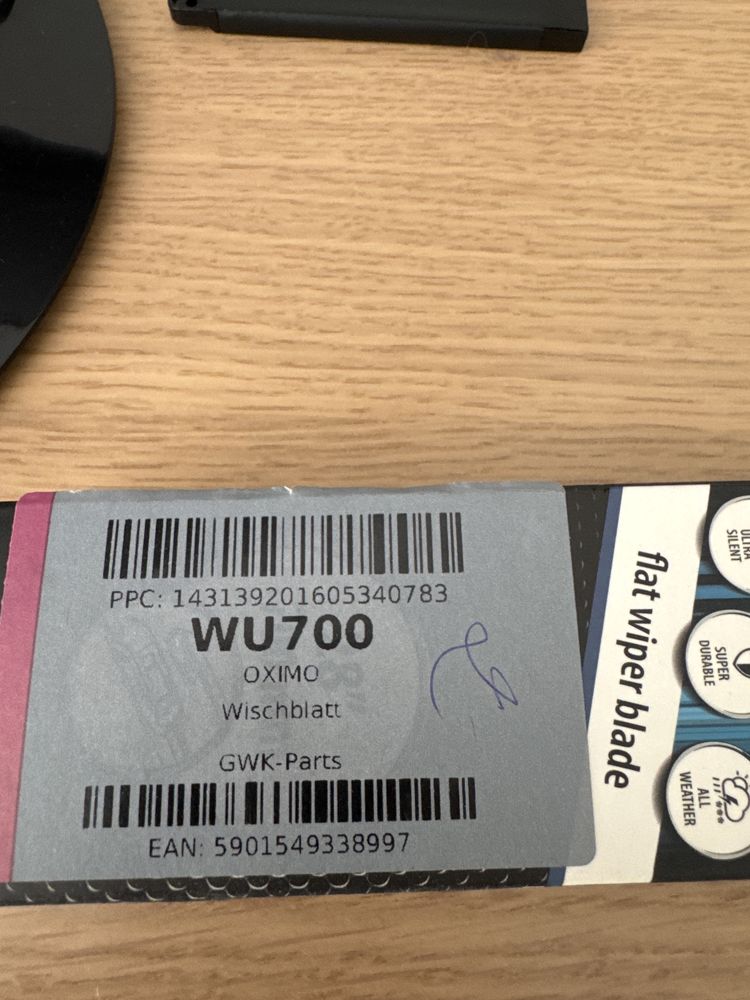 PPC: 143139201605340783
WU700
OXIMO
Wischblatt
GWK-Parts
EAN: 5901549338997
flat wiper blade
ULTRA
SILENT
SUPER
DURABLE
ALL
WEATHER